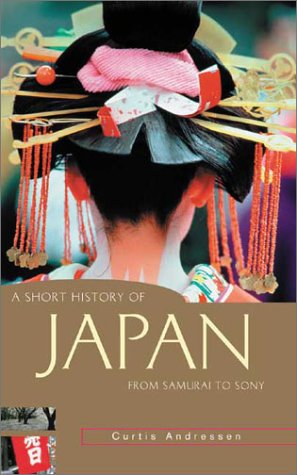 A SHORT HISTORY OF
JAPAN
FROM SAMURAI TO SONY
Curtis Andressen